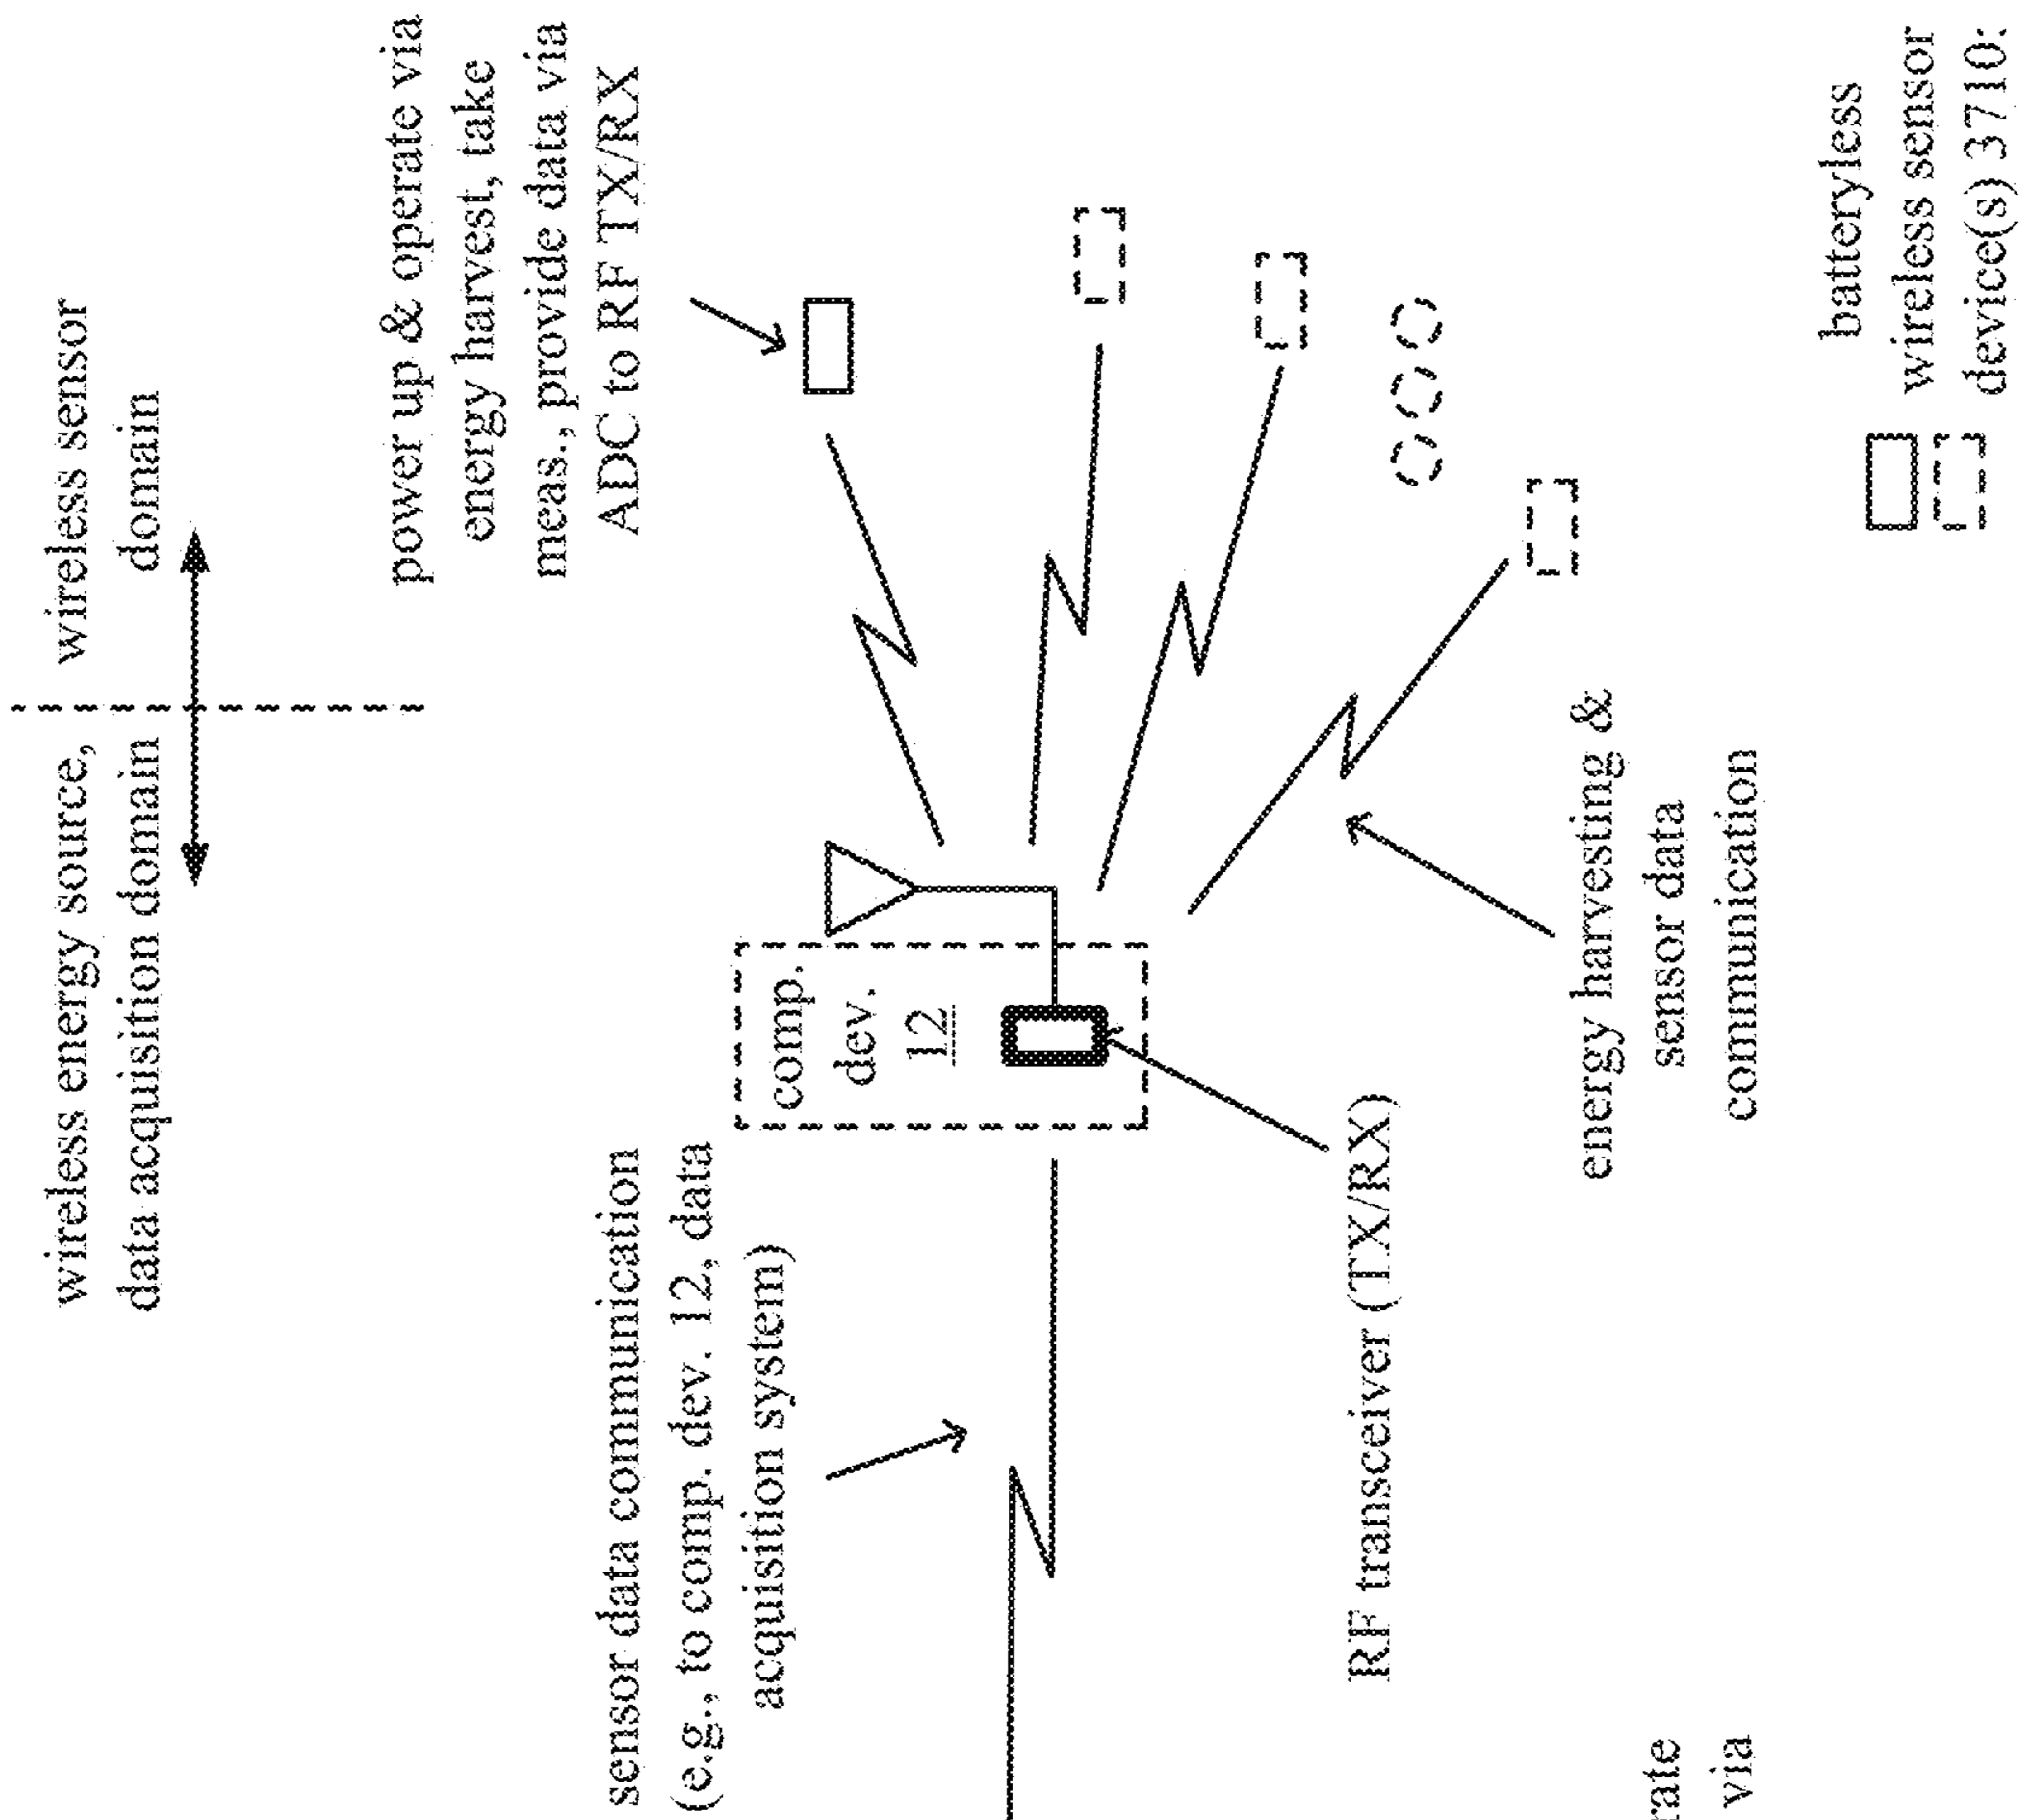 wireless energy source,
data acquisition domain
wireless sensor
domain
power up & operate via
energy harvest, take
meas., provide data via
ADC to RF TX/RX
sensor data communication
(e.g., to comp. dev. 12, data
acquisition system)
comp.
dev.
12
RF transceiver (TX/RX)
energy harvesting &
sensor data
communication
batteryless
wireless sensor
device(s) 3710:
rate
via